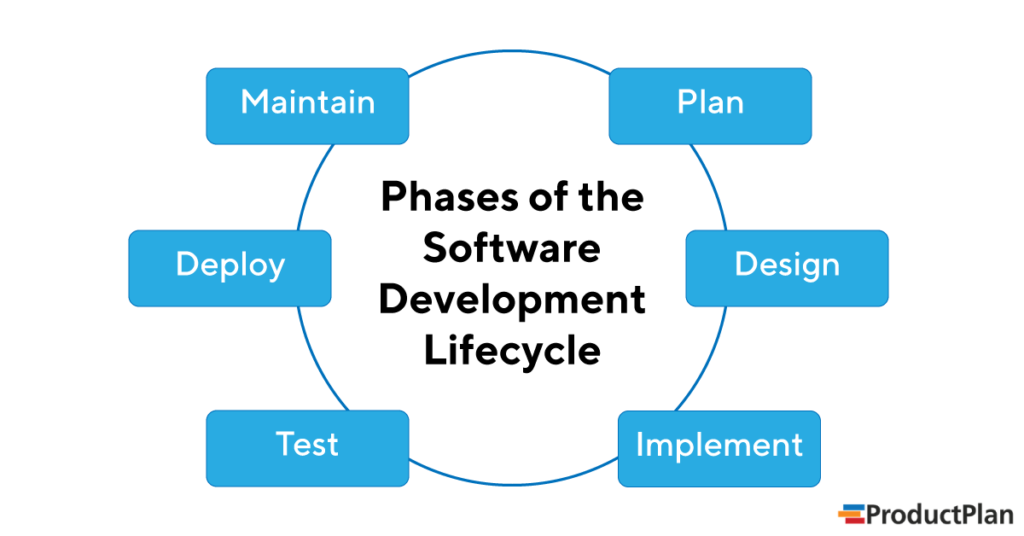 Phases of the
Software
Development
Lifecycle
Plan
Design
Implement
Test
Deploy
Maintain
ProductPlan